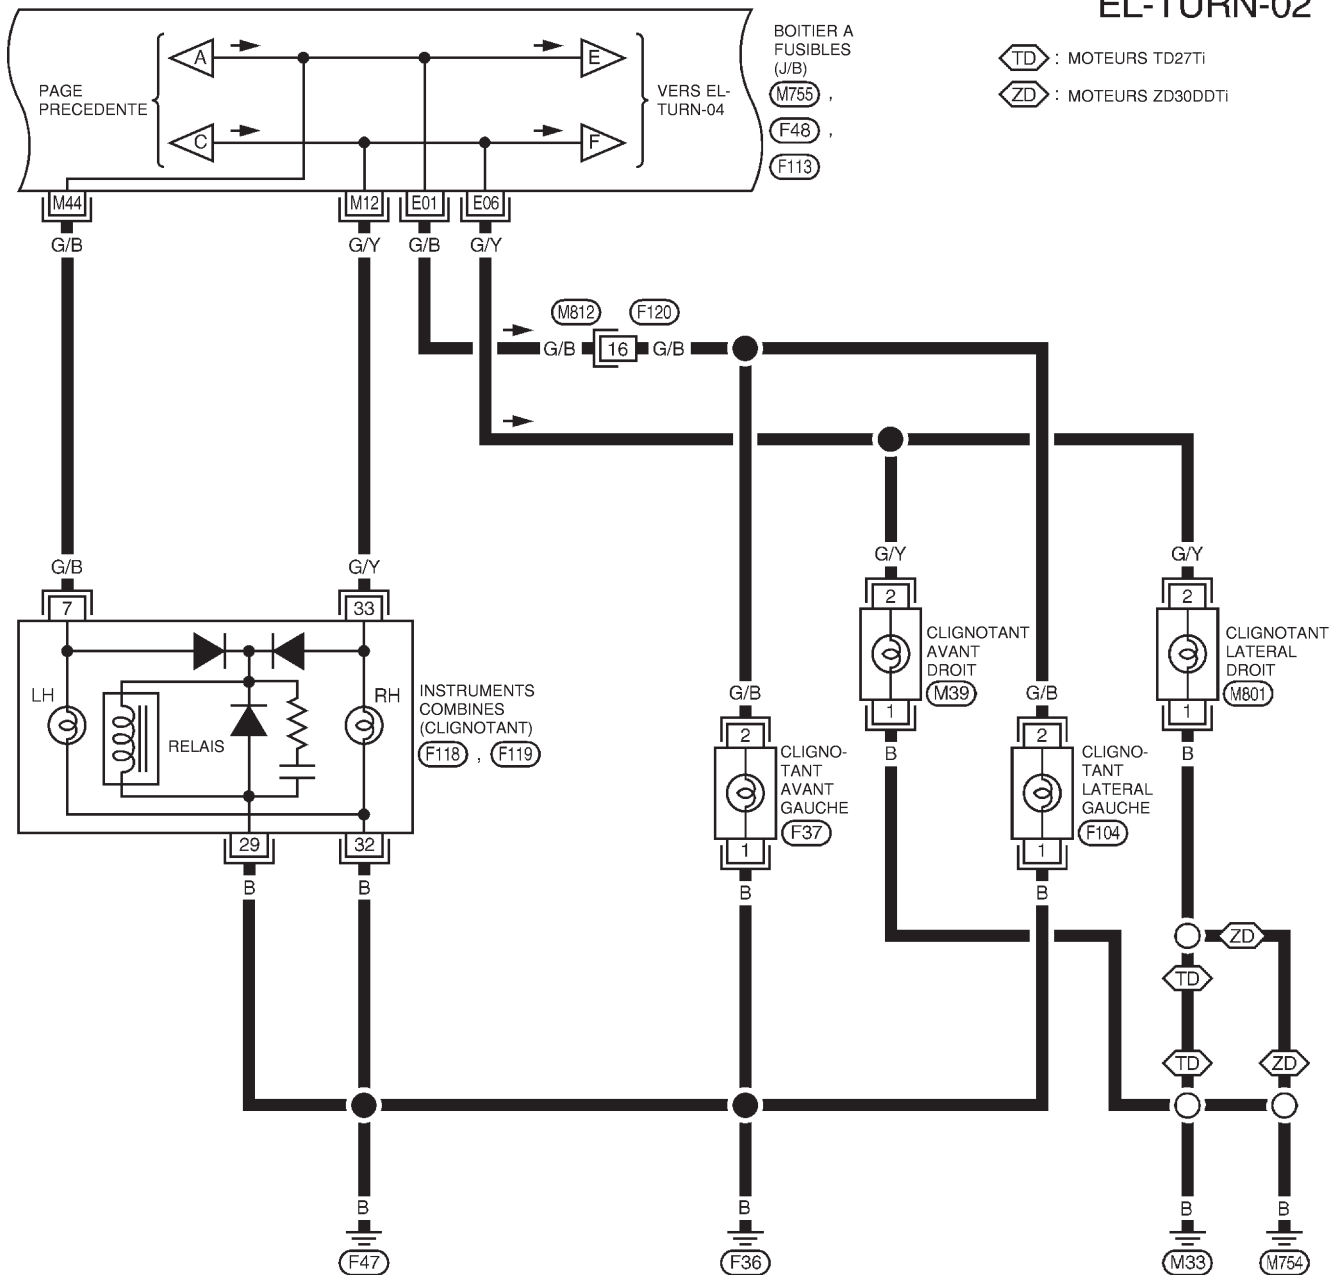 EL-TURN-02
BOITIER A
FUSIBLES
(J/B)
M755 ,
F48 ,
F113
TD : MOTEURS TD27Ti
ZD : MOTEURS ZD30DDTi
PAGE
PRECEDENTE
A
C
E
F
VERS EL-
TURN-04
M44
M12
E01
E06
G/B
G/Y
G/B
G/Y
M812
F120
G/B
16
G/B
G/B
G/Y
7
33
LH
RH
RELAIS
INSTRUMENTS
COMBINES
(CLIGNOTANT)
F118 , F119
29
32
B
B
G/Y
2
CLIGNOTANT
AVANT
DROIT
M39
1
B
G/Y
2
CLIGNOTANT
LATERAL
DROIT
M801
1
B
G/B
2
CLIGNO-
TANT
AVANT
GAUCHE
F37
1
B
G/B
2
CLIGNO-
TANT
LATERAL
GAUCHE
F104
1
B
ZD
TD
TD
ZD
B
B
B
B
F47
F36
M33
M754